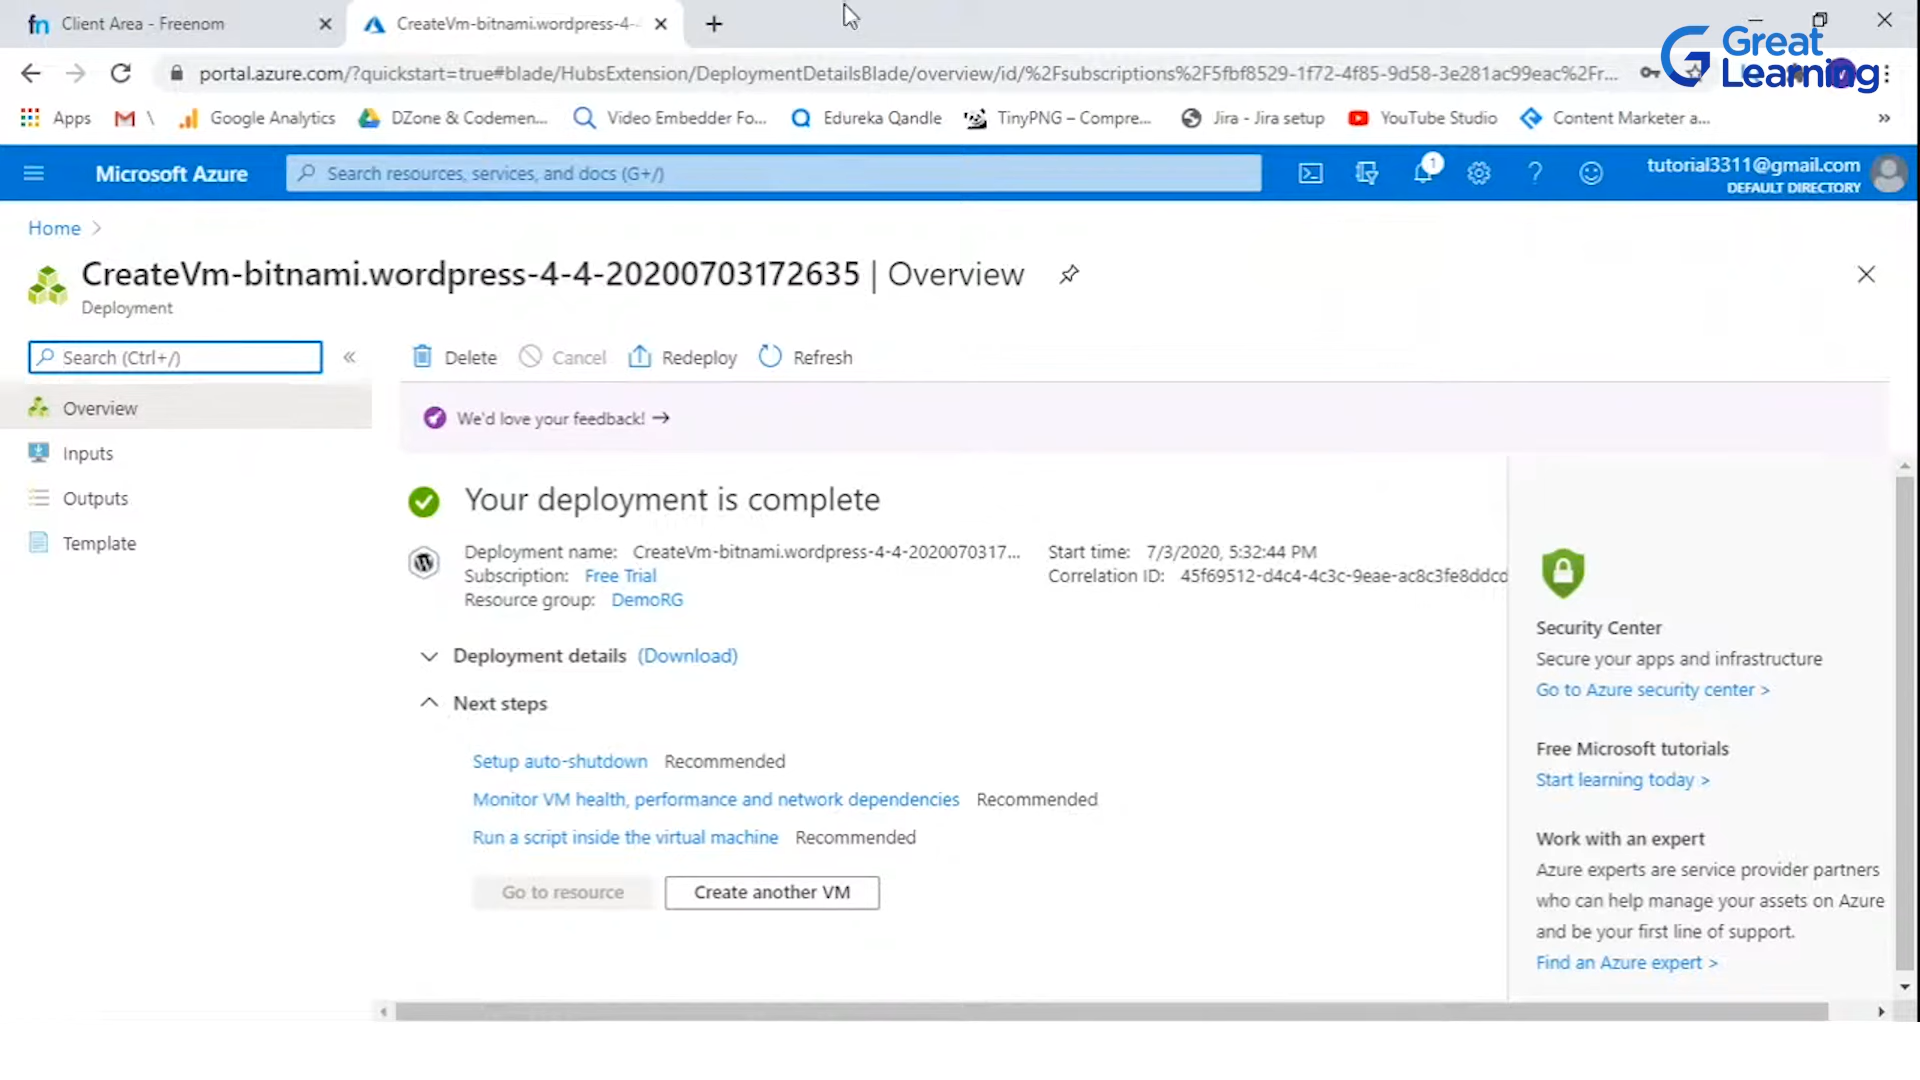 Client Area - Freenom
CreateVm-bitnami.wordpress-4-4-
Great Learning
portal.azure.com/?quickstart=true#blade/HubsExtension/DeploymentDetailsBlade/overview/id/%2Fsubscriptions%2F5fbf8529-1f72-4f85-9d58-3e281ac99eac%2Fr...
Apps
\
Google Analytics
DZone & Codemen...
Video Embedder Fo...
Edureka Qandle
TinyPNG – Compre...
Jira - Jira setup
YouTube Studio
Content Marketer a...
»
Microsoft Azure
Search resources, services, and docs (G+/)
1
tutorial3311@gmail.com
DEFAULT DIRECTORY
Home >
CreateVm-bitnami.wordpress-4-4-20200703172635 | Overview
Deployment
Search (Ctrl+/)
«
Delete
Cancel
Redeploy
Refresh
Overview
Inputs
Outputs
Template
We'd love your feedback! →
Your deployment is complete
Deployment name: CreateVm-bitnami.wordpress-4-4-2020070317...
Subscription: Free Trial
Resource group: DemoRG
Start time: 7/3/2020, 5:32:44 PM
Correlation ID: 45f69512-d4c4-4c3c-9eae-ac8c3fe8ddcd
Deployment details (Download)
Next steps
Setup auto-shutdown Recommended
Monitor VM health, performance and network dependencies Recommended
Run a script inside the virtual machine Recommended
Go to resource
Create another VM
Security Center
Secure your apps and infrastructure
Go to Azure security center >
Free Microsoft tutorials
Start learning today >
Work with an expert
Azure experts are service provider partners
who can help manage your assets on Azure
and be your first line of support.
Find an Azure expert >